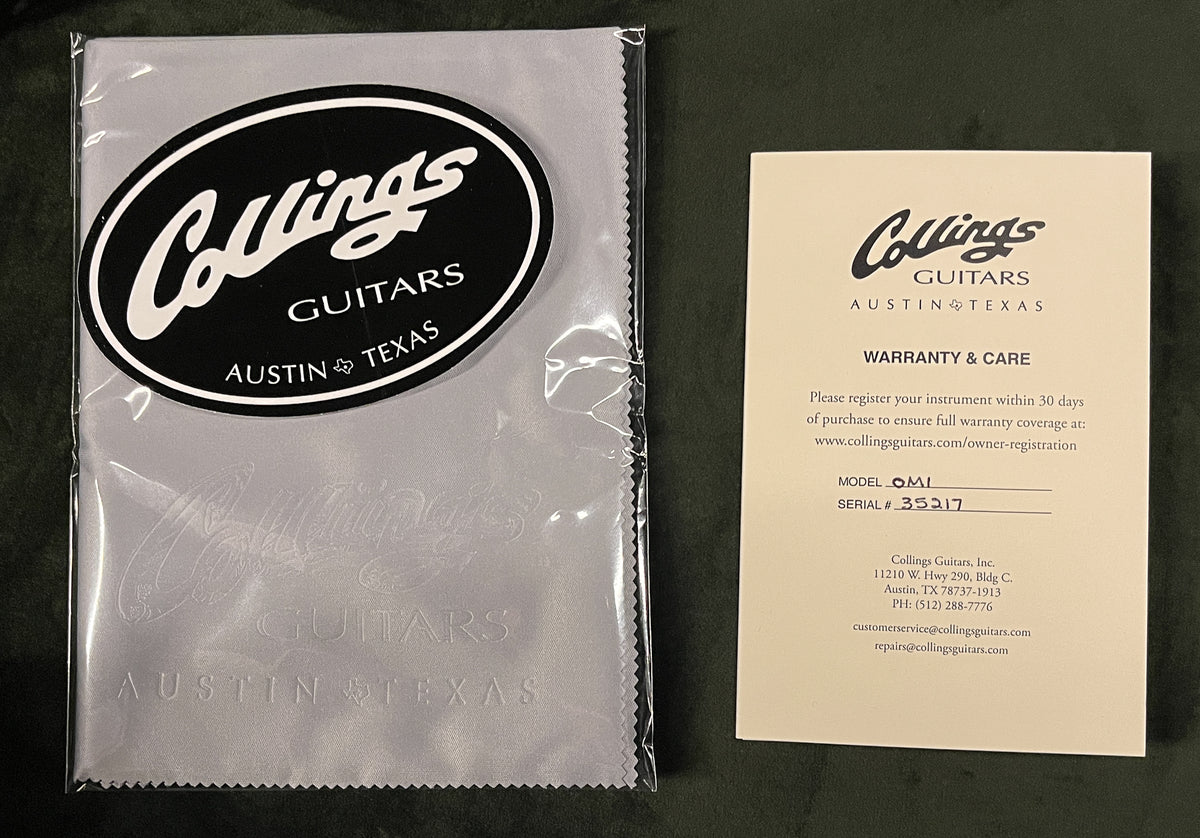 Collings
GUITARS
AUSTIN TEXAS
Collings
GUITARS
AUSTIN TEXAS
Collings
GUITARS
AUSTIN TEXAS
WARRANTY & CARE
Please register your instrument within 30 days
of purchase to ensure full warranty coverage at:
www.collingsguitars.com/owner-registration
MODEL OM1
SERIAL # 35217
Collings Guitars, Inc.
11210 W. Hwy 290, Bldg C.
Austin, TX 78737-1913
PH: (512) 288-7776
customerservice@collingsguitars.com
repairs@collingsguitars.com